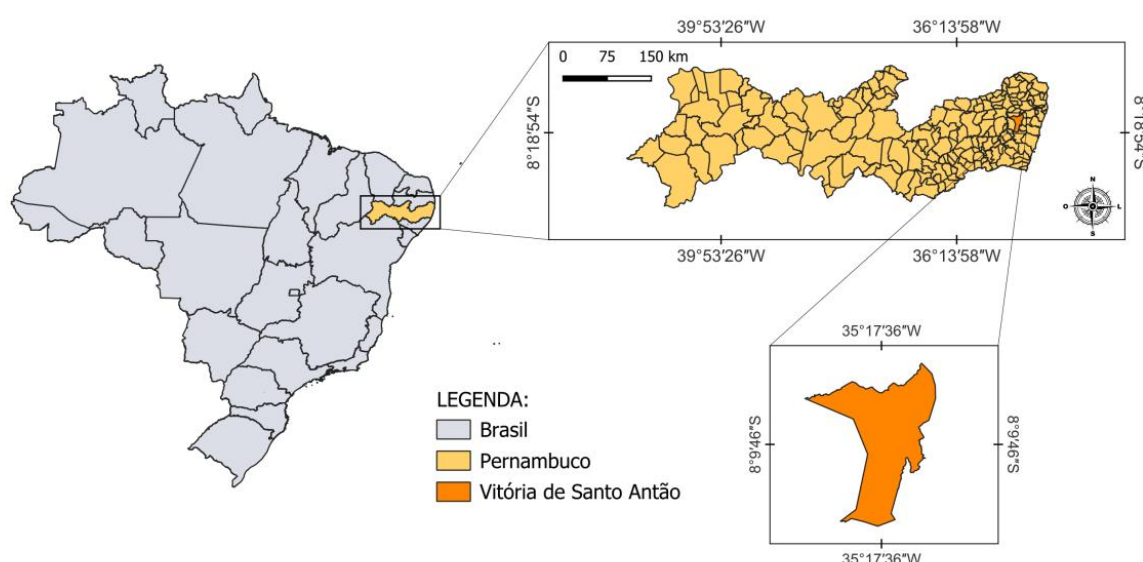 39°53'26"W 36°13'58"W
0 75 150 km
8°18'54"S
8°18'54"S
N
O L
S
39°53'26"W 36°13'58"W
35°17'36"W
LEGENDA:
Brasil
Pernambuco
Vitória de Santo Antão
8°9'46"S
8°9'46"S
35°17'36"W